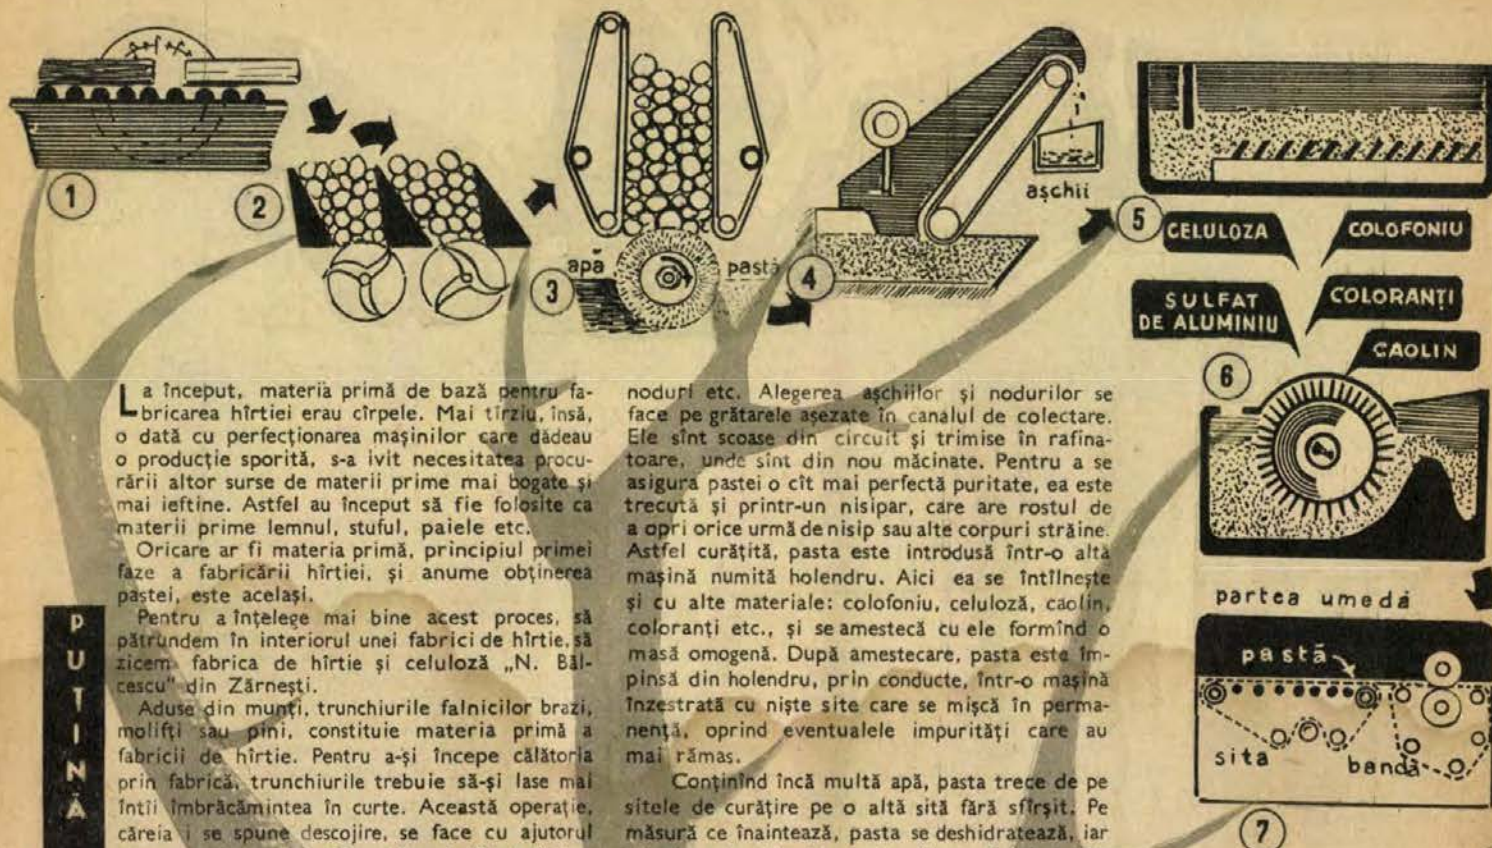 1
2
3
apă
pastă
4
așchii
5
CELULOZA
COLOFONIU
SULFAT
DE ALUMINIU
COLORANȚI
CAOLIN
6
partea umedă
pastă
sita
bandă
7
PUȚINĂ
La început, materia primă de bază pentru fa-
bricarea hîrtiei erau cîrpele. Mai tîrziu, însă,
o dată cu perfecționarea mașinilor care dădeau
o producție sporită, s-a ivit necesitatea procu-
rării altor surse de materii prime mai bogate și
mai ieftine. Astfel au început să fie folosite ca
materii prime lemnul, stuful, paiele etc.
Oricare ar fi materia primă, principiul primei
faze a fabricării hîrtiei, și anume obținerea
pastei, este același.
Pentru a înțelege mai bine acest proces, să
pătrundem în interiorul unei fabrici de hîrtie, să
zicem fabrica de hîrtie și celuloză „N. Băl-
cescu" din Zărnești.
Aduse din munți, trunchiurile falnicilor brazi,
molifți sau pini, constituie materia primă a
fabricii de hîrtie. Pentru a-și începe călătoria
prin fabrică, trunchiurile trebuie să-și lase mai
întîi îmbrăcămintea în curte. Această operație,
căreia i se spune descojire, se face cu ajutorul
noduri etc. Alegerea așchiilor și nodurilor se
face pe grătarele așezate în canalul de colectare.
Ele sînt scoase din circuit și trimise în rafina-
toare, unde sînt din nou măcinate. Pentru a se
asigura pastei o cît mai perfectă puritate, ea este
trecută și printr-un nisipar, care are rostul de
a opri orice urmă de nisip sau alte corpuri străine.
Astfel curățită, pasta este introdusă într-o altă
mașină numită holendru. Aici ea se întîlnește
și cu alte materiale: colofoniu, celuloză, caolin,
coloranți etc., și se amestecă cu ele formînd o
masă omogenă. După amestecare, pasta este îm-
pinsă din holendru, prin conducte, într-o mașină
înzestrată cu niște site care se mișcă în perma-
nență, oprind eventualele impurități care au
mai rămas.
Conținînd încă multă apă, pasta trece de pe
sitele de curățire pe o altă sită fără sfîrșit. Pe
măsură ce înaintează, pasta se deshidratează, iar